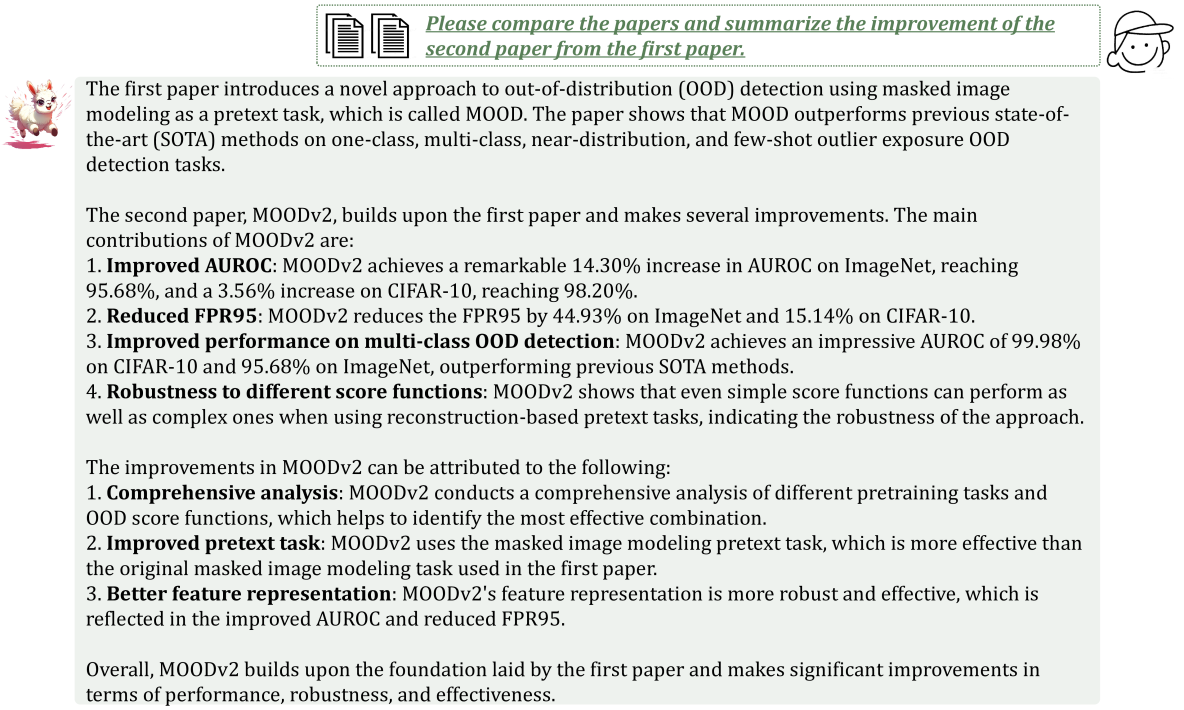 Please compare the papers and summarize the improvement of the
second paper from the first paper.
The first paper introduces a novel approach to out-of-distribution (OOD) detection using masked image
modeling as a pretext task, which is called MOOD. The paper shows that MOOD outperforms previous state-of-
the-art (SOTA) methods on one-class, multi-class, near-distribution, and few-shot outlier exposure OOD
detection tasks.
The second paper, MOODv2, builds upon the first paper and makes several improvements. The main
contributions of MOODv2 are:
1. Improved AUROC: MOODv2 achieves a remarkable 14.30% increase in AUROC on ImageNet, reaching
95.68%, and a 3.56% increase on CIFAR-10, reaching 98.20%.
2. Reduced FPR95: MOODv2 reduces the FPR95 by 44.93% on ImageNet and 15.14% on CIFAR-10.
3. Improved performance on multi-class OOD detection: MOODv2 achieves an impressive AUROC of 99.98%
on CIFAR-10 and 95.68% on ImageNet, outperforming previous SOTA methods.
4. Robustness to different score functions: MOODv2 shows that even simple score functions can perform as
well as complex ones when using reconstruction-based pretext tasks, indicating the robustness of the approach.
The improvements in MOODv2 can be attributed to the following:
1. Comprehensive analysis: MOODv2 conducts a comprehensive analysis of different pretraining tasks and
OOD score functions, which helps to identify the most effective combination.
2. Improved pretext task: MOODv2 uses the masked image modeling pretext task, which is more effective than
the original masked image modeling task used in the first paper.
3. Better feature representation: MOODv2's feature representation is more robust and effective, which is
reflected in the improved AUROC and reduced FPR95.
Overall, MOODv2 builds upon the foundation laid by the first paper and makes significant improvements in
terms of performance, robustness, and effectiveness.